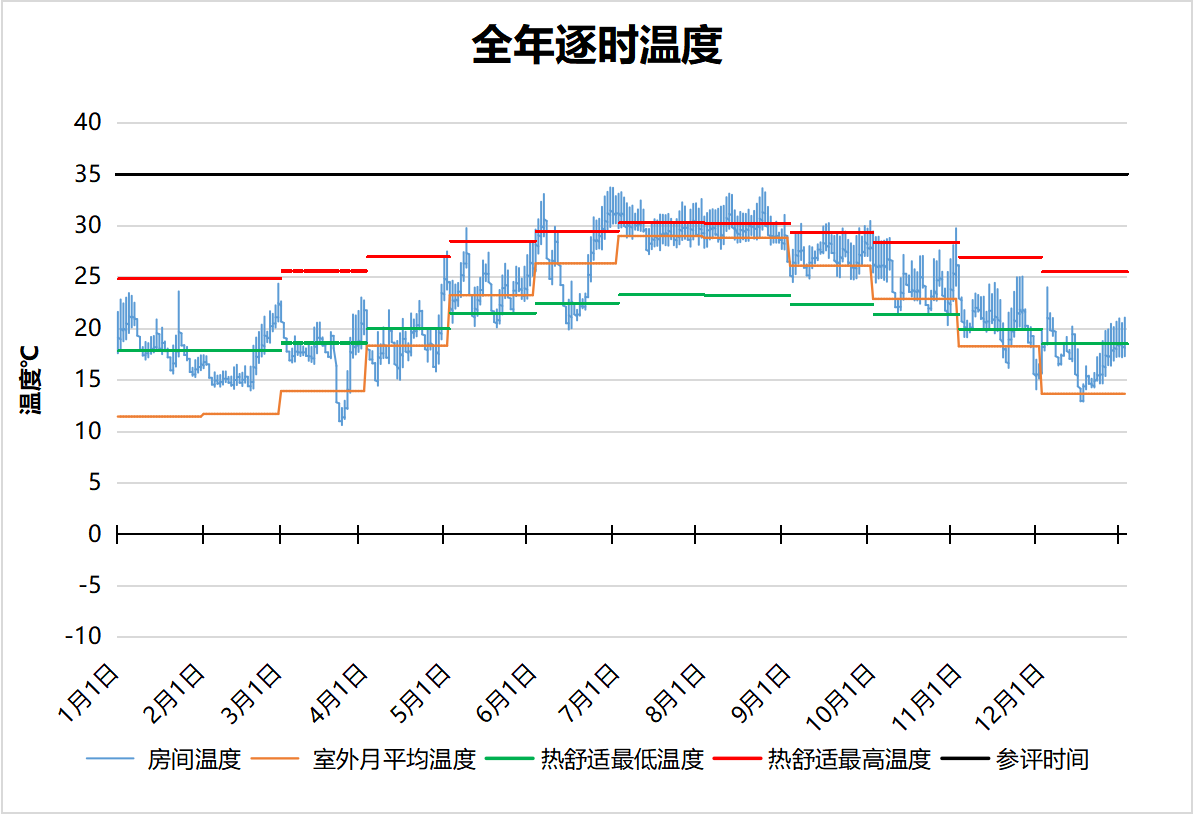 全年逐时温度
40
35
30
25
20
15
10
5
0
-5
-10
温度℃
1月1日
2月1日
3月1日
4月1日
5月1日
6月1日
7月1日
8月1日
9月1日
10月1日
11月1日
12月1日
房间温度 室外月平均温度 热舒适最低温度 热舒适最高温度 参评时间